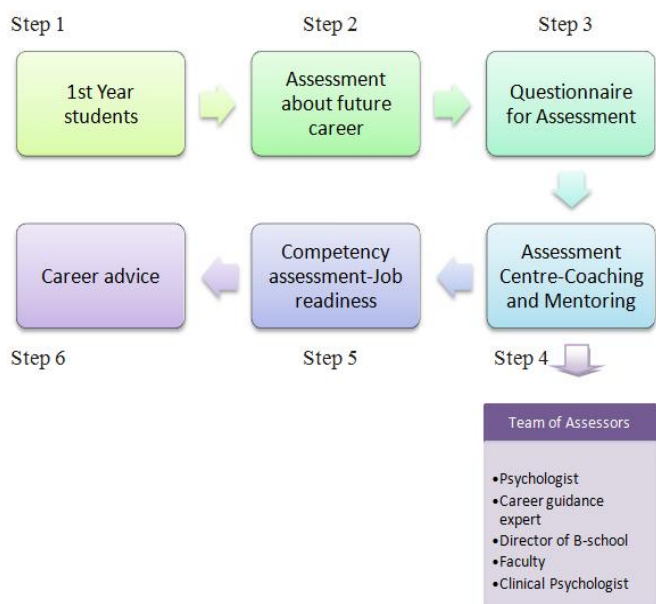 Step 1
Step 2
Step 3
1st Year
students
Assessment
about future
career
Questionnaire
for Assessment
Career advice
Competency
assessment-Job
readiness
Assessment
Centre-Coaching
and Mentoring
Step 6
Step 5
Step 4
Team of Assessors
•Psychologist
•Career guidance
expert
•Director of B-school
•Faculty
•Clinical Psychologist